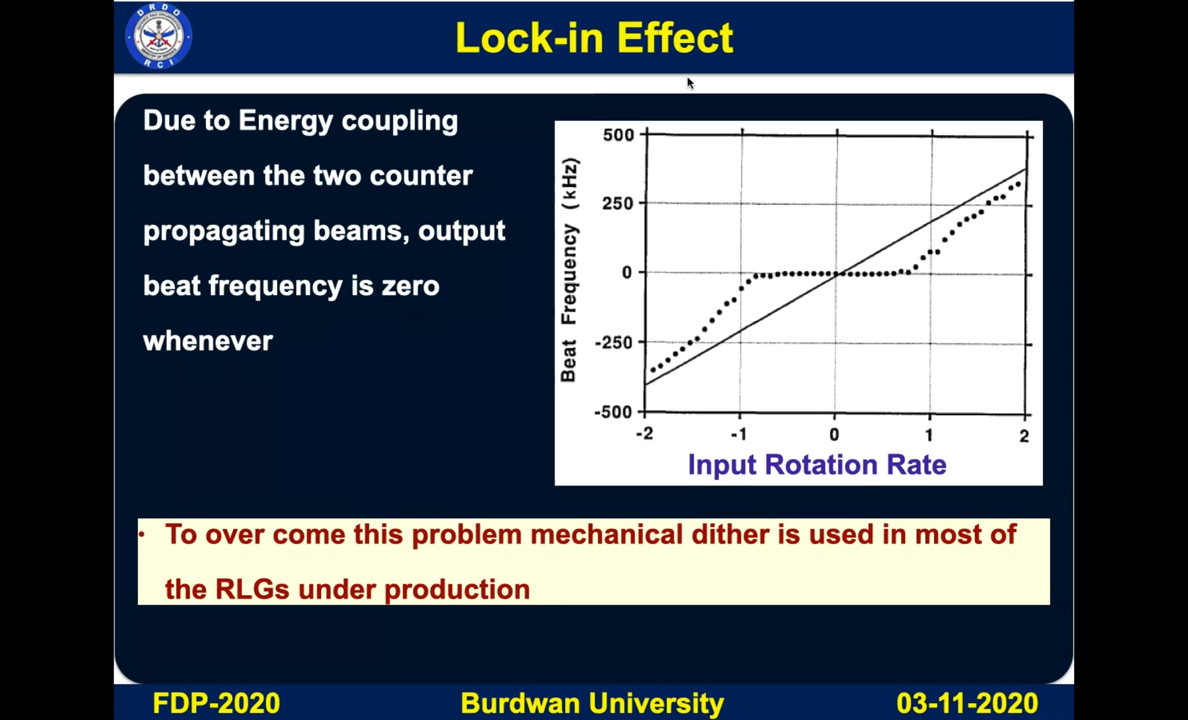 DRDO
RCI
Lock-in Effect
Due to Energy coupling
between the two counter
propagating beams, output
beat frequency is zero
whenever
500
250
0
-250
-500
Beat Frequency (kHz)
-2 -1 0 1 2
Input Rotation Rate
• To over come this problem mechanical dither is used in most of
the RLGs under production
FDP-2020 Burdwan University 03-11-2020